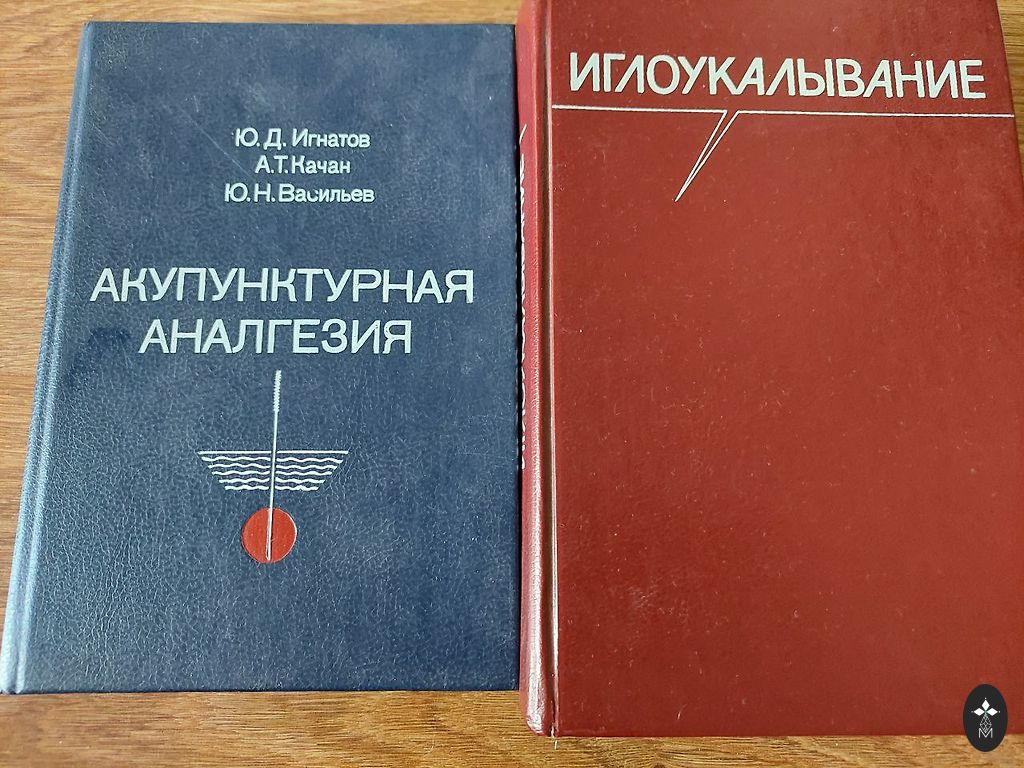 Ю. Д. Игнатов
А. Т. Качан
Ю. Н. Васильев
АКУПУНКТУРНАЯ
АНАЛГЕЗИЯ
ИГЛОУКАЛЫВАНИЕ